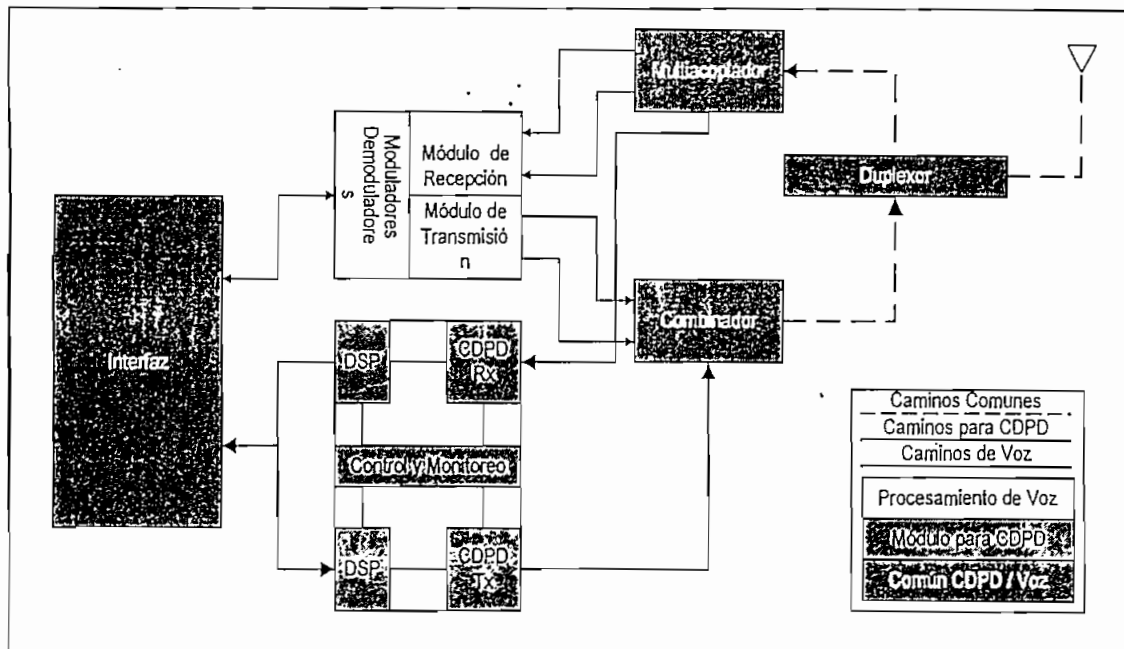 Multiacoplador
Duplexor
Moduladores
Demoduladore
s
Módulo de
Recepción
Módulo de
Transmisió
n
Combinador
Interfaz
DSP
CDPD
Rx
Control y Monitoreo
DSP
CDPD
Tx
Caminos Comunes
Caminos para CDPD
Caminos de Voz
Procesamiento de Voz
Módulo para CDPD
Comun CDPD / Voz